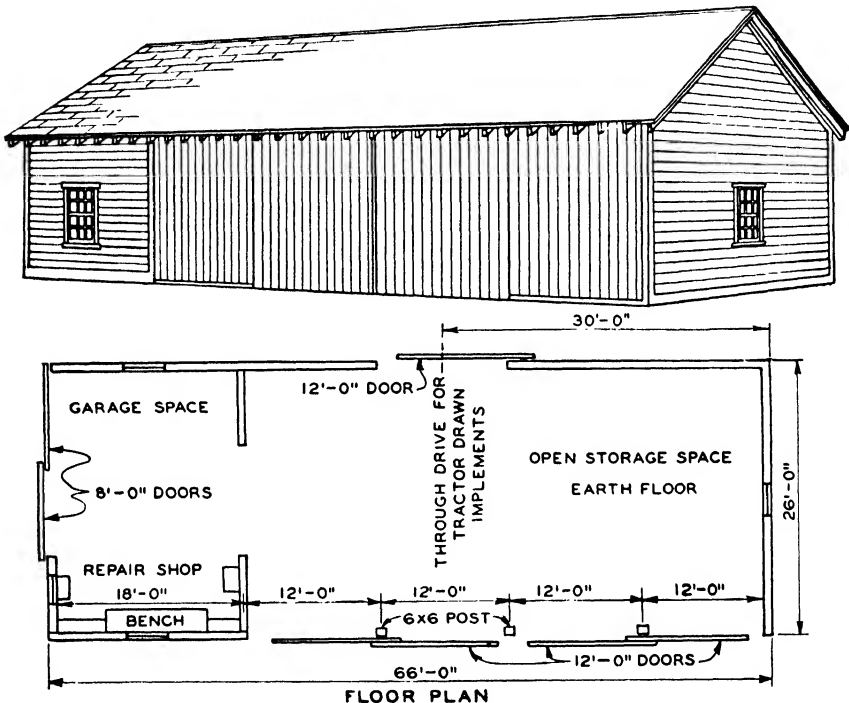 30'-0"
12'-0" DOOR
GARAGE SPACE
THROUGH DRIVE FOR
TRACTOR DRAWN
IMPLEMENTS
OPEN STORAGE SPACE
EARTH FLOOR
26'-0"
8'-0" DOORS
REPAIR SHOP
18'-0"
12'-0"
12'-0"
12'-0"
12'-0"
BENCH
6X6 POST
12'-0" DOORS
66'-0"
FLOOR PLAN